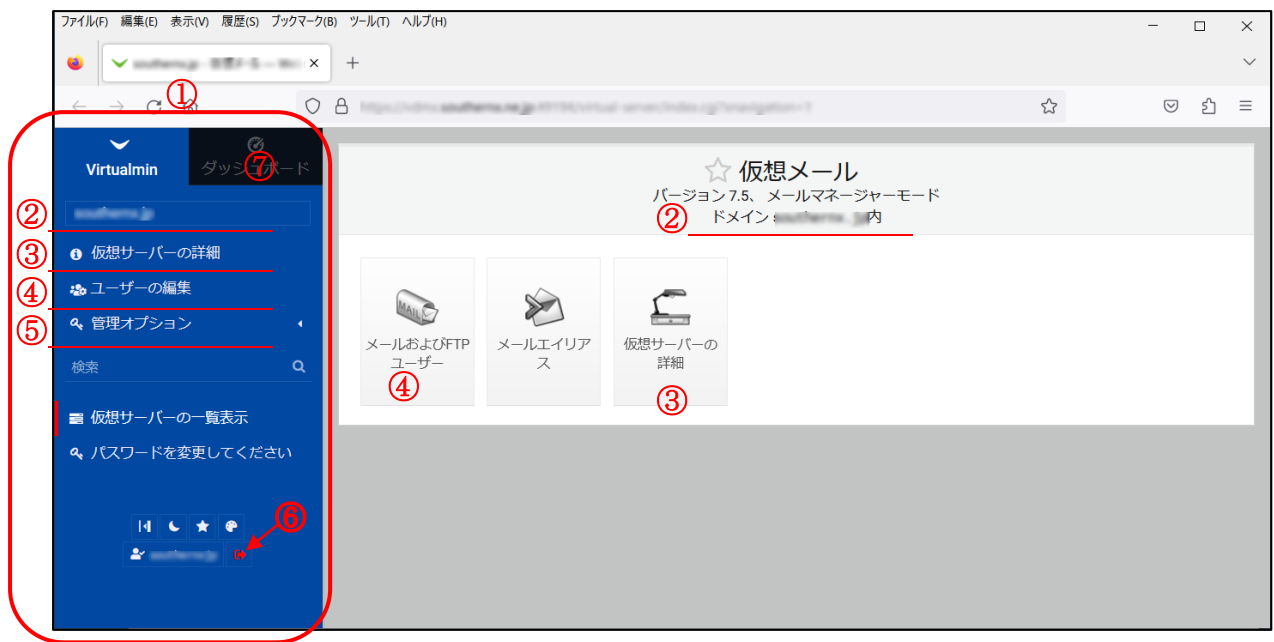 ファイル(F) 編集(E) 表示(V) 履歴(S) ブックマーク(B) ツール(T) ヘルプ(H)
①
Virtualmin
ダッシュボード
⑦
②
③
仮想サーバーの詳細
④
ユーザーの編集
⑤
管理オプション
検索
仮想サーバーの一覧表示
パスワードを変更してください
⑥
仮想メール
バージョン 7.5、 メールマネージャーモード
② ドメイン 内
メールおよびFTP
ユーザー
④
メールエイリア
ス
仮想サーバーの
詳細
③